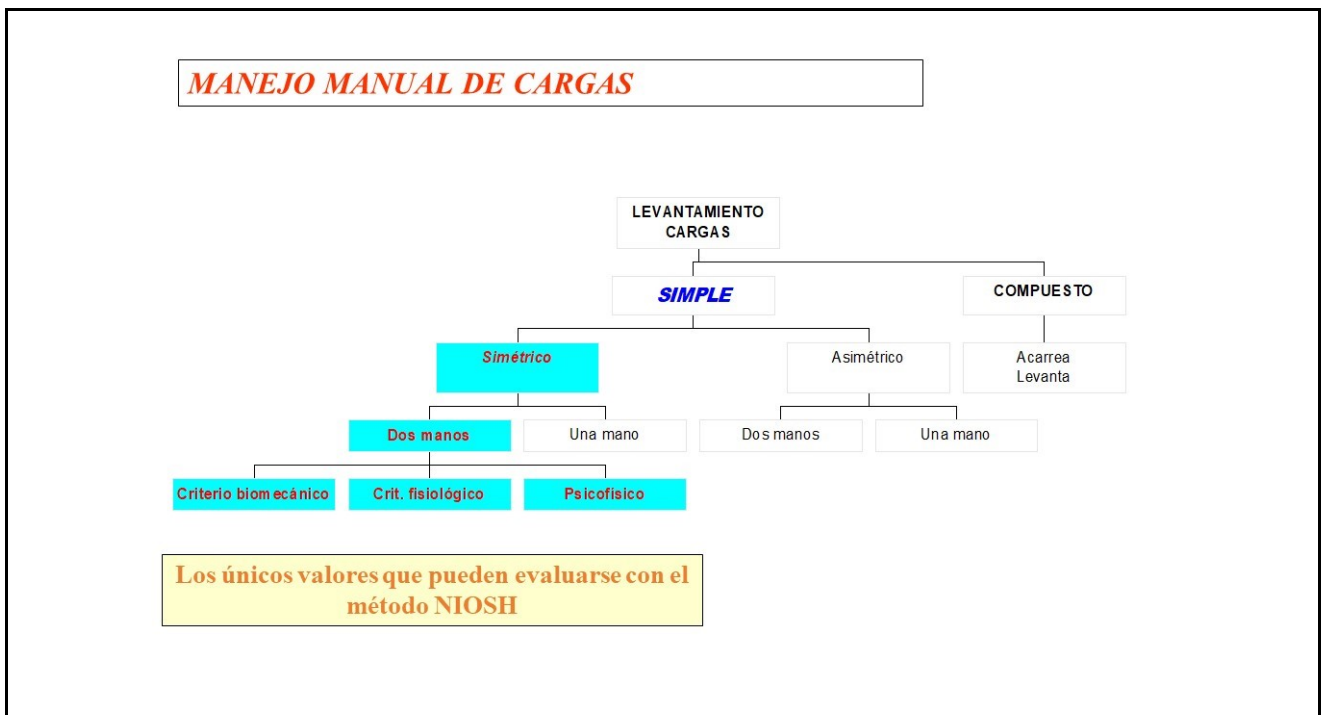 MANEJO MANUAL DE CARGAS
LEVANTAMIENTO
CARGAS
SIMPLE
COMPUESTO
Simétrico
Asimétrico
Acarrea
Levanta
Dos manos
Una mano
Dos manos
Una mano
Criterio biomecánico
Crit. fisiológico
Psicofísico
Los únicos valores que pueden evaluarse con el
método NIOSH